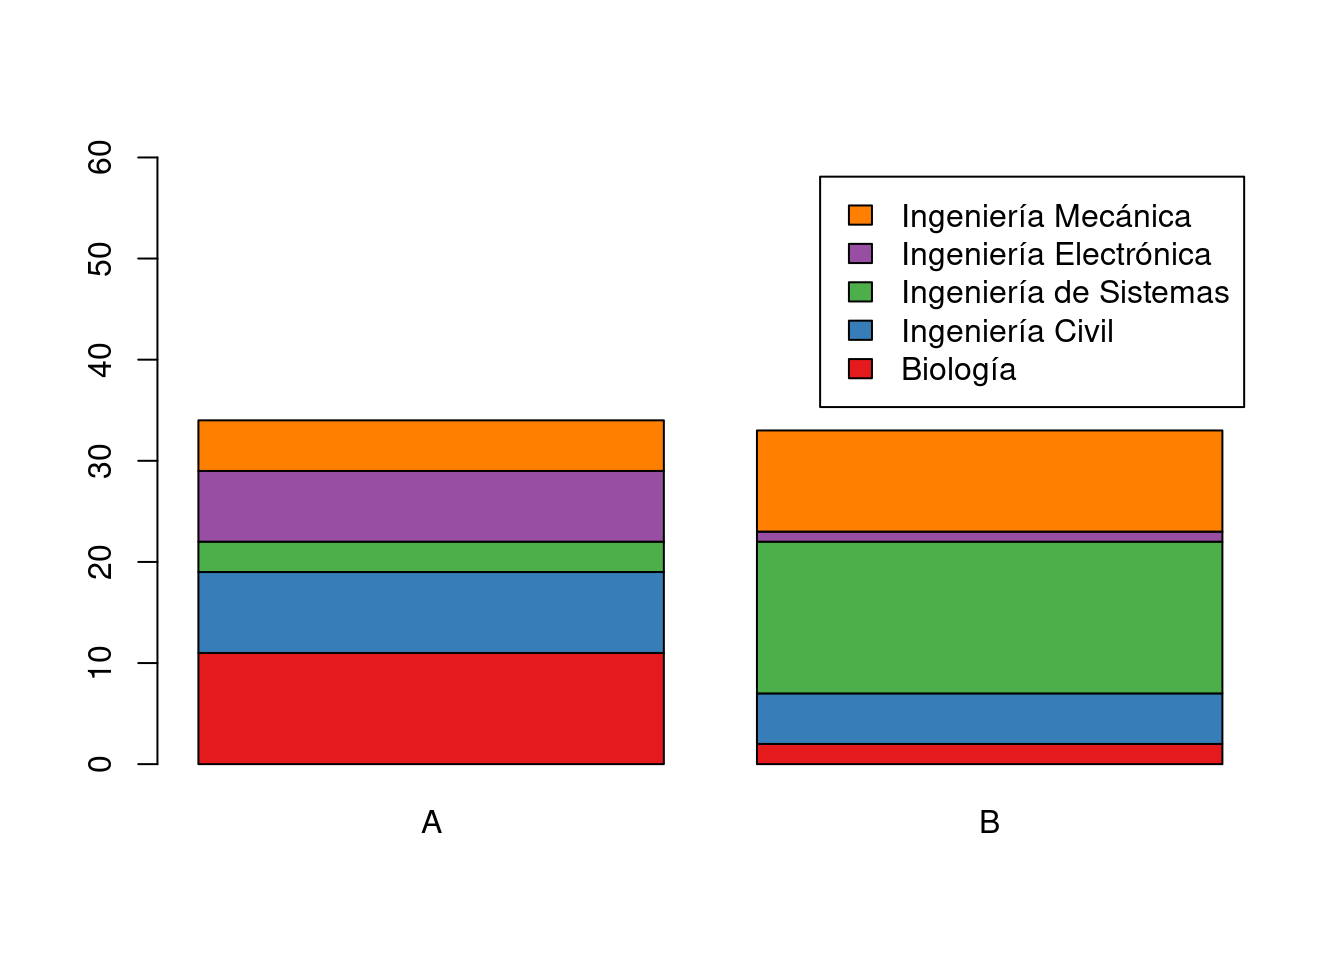 60
50
40
30
20
10
0
Ingeniería Mecánica
Ingeniería Electrónica
Ingeniería de Sistemas
Ingeniería Civil
Biología
A
B